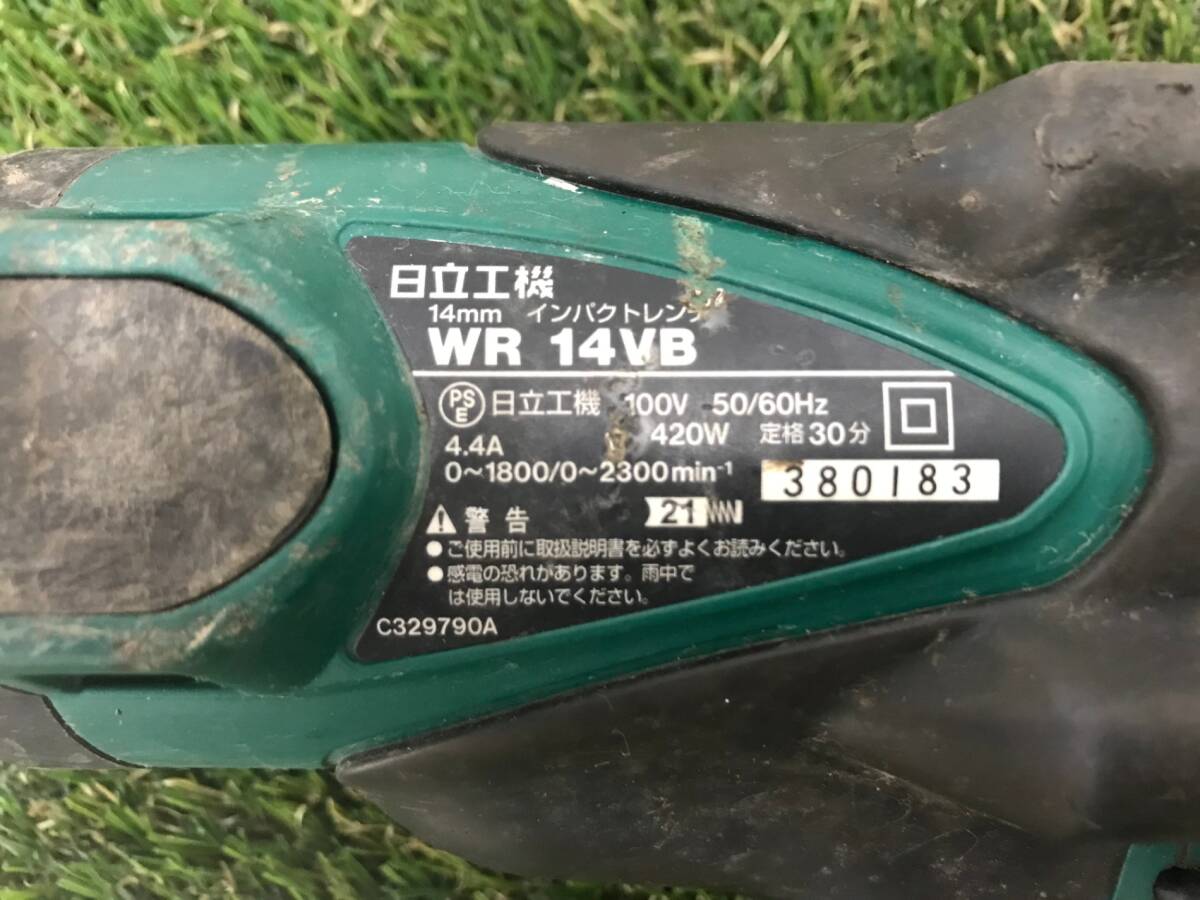 日立工機
14mm インパクトレンチ
WR 14VB
PSE 日立工機 100V 50/60Hz
4.4A 420W 定格30分
0~1800/0~2300min⁻¹
380183
21
警告
●ご使用前に取扱説明書を必ずよくお読みください。
●感電の恐れがあります。雨中で
は使用しないでください。
C329790A